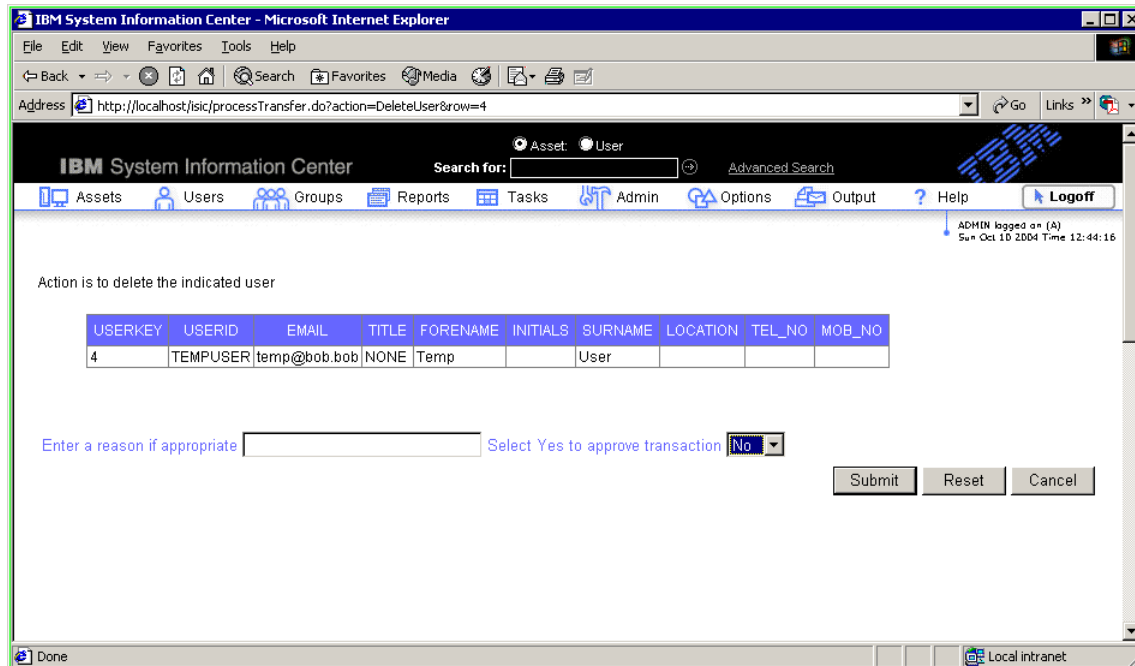 IBM System Information Center - Microsoft Internet Explorer
File Edit View Favorites Tools Help
Back Search Favorites Media
Address http://localhost/isic/processTransfer.do?action=DeleteUser&row=4 Go Links »
Asset: User
IBM System Information Center Search for: Advanced Search IBM
Assets Users Groups Reports Tasks Admin Options Output ? Help Logoff
ADMIN logged on (A)
Sun Oct 10 2004 Time 12:44:16
Action is to delete the indicated user
USERKEY USERID EMAIL TITLE FORENAME INITIALS SURNAME LOCATION TEL_NO MOB_NO
4 TEMPUSER temp@bob.bob NONE Temp User
Enter a reason if appropriate Select Yes to approve transaction No
Submit Reset Cancel
Done Local intranet